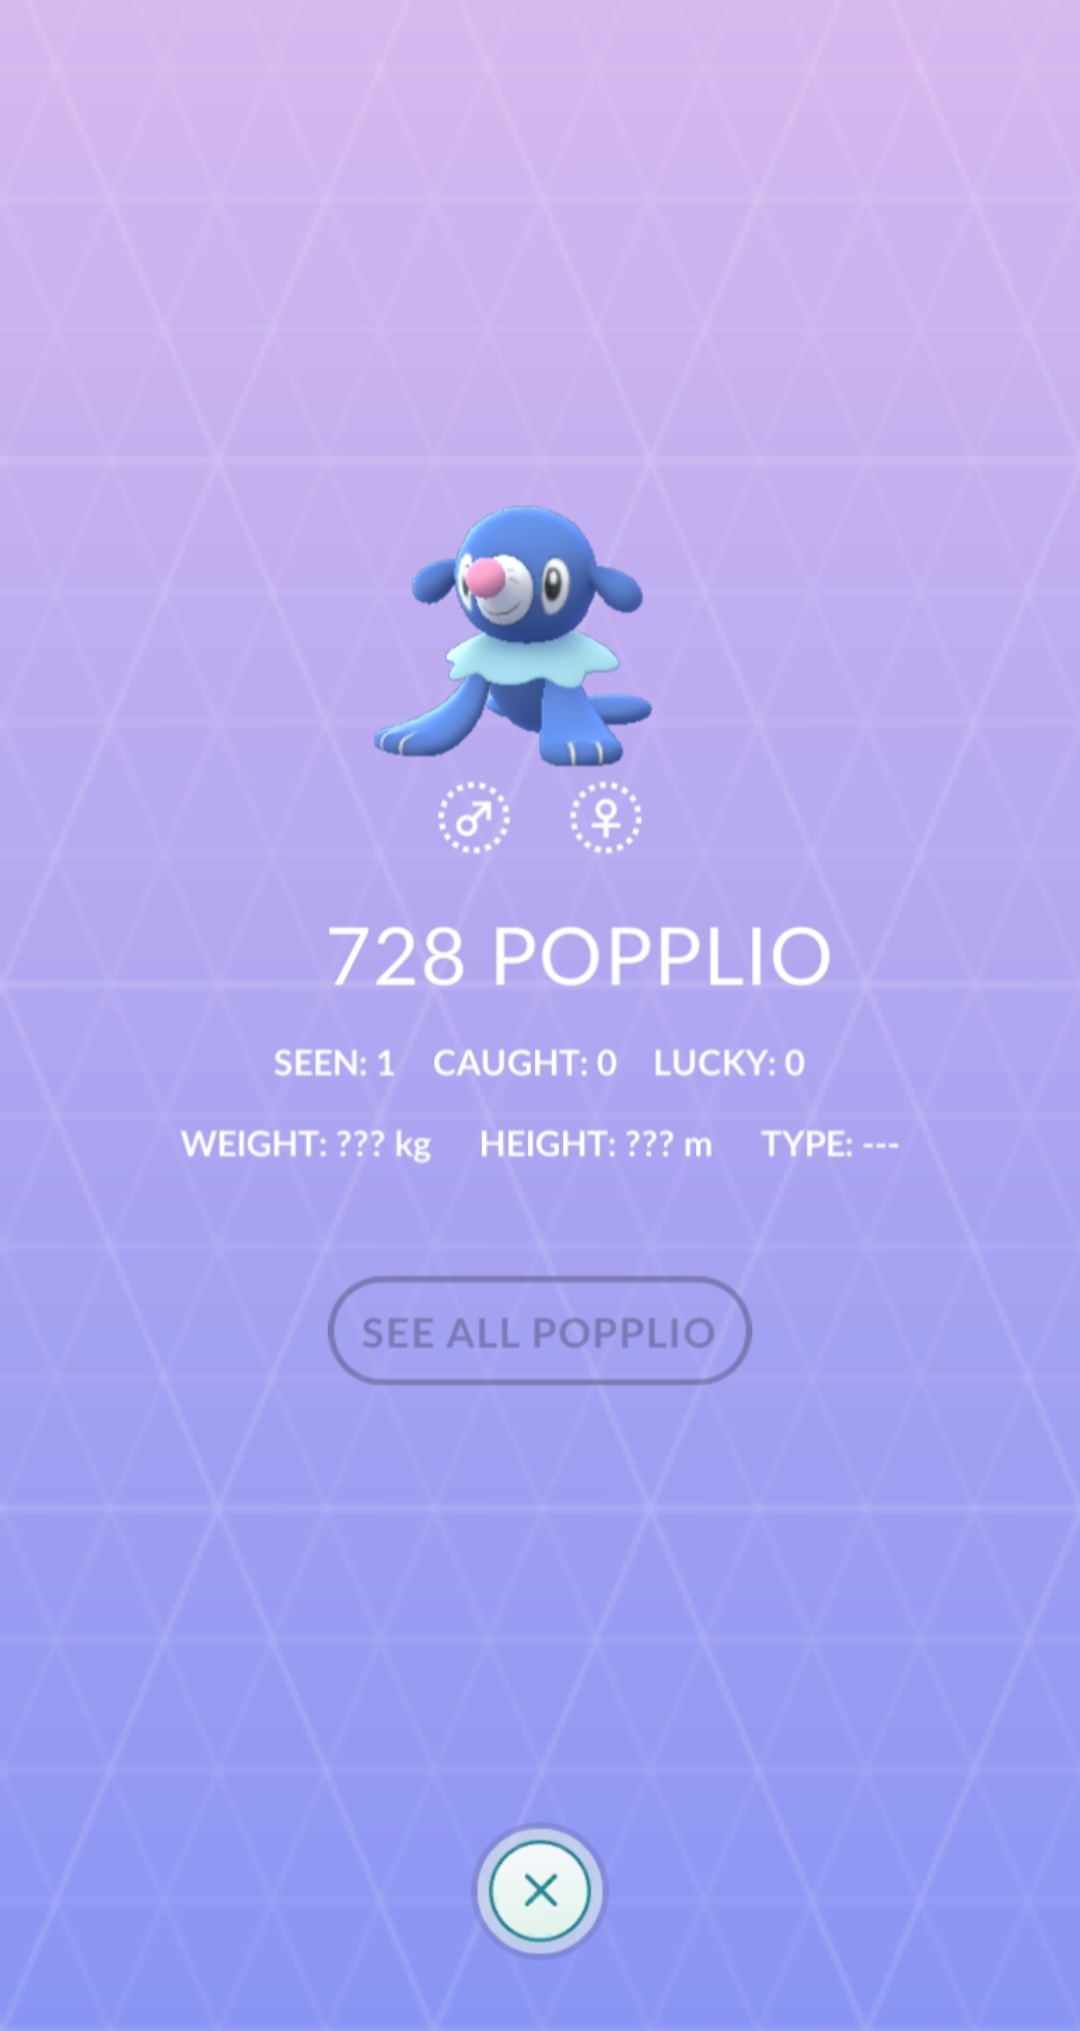 728 POPPLIO
SEEN: 1 CAUGHT: 0 LUCKY: 0
WEIGHT: ??? kg HEIGHT: ??? m TYPE: ---
SEE ALL POPPLIO